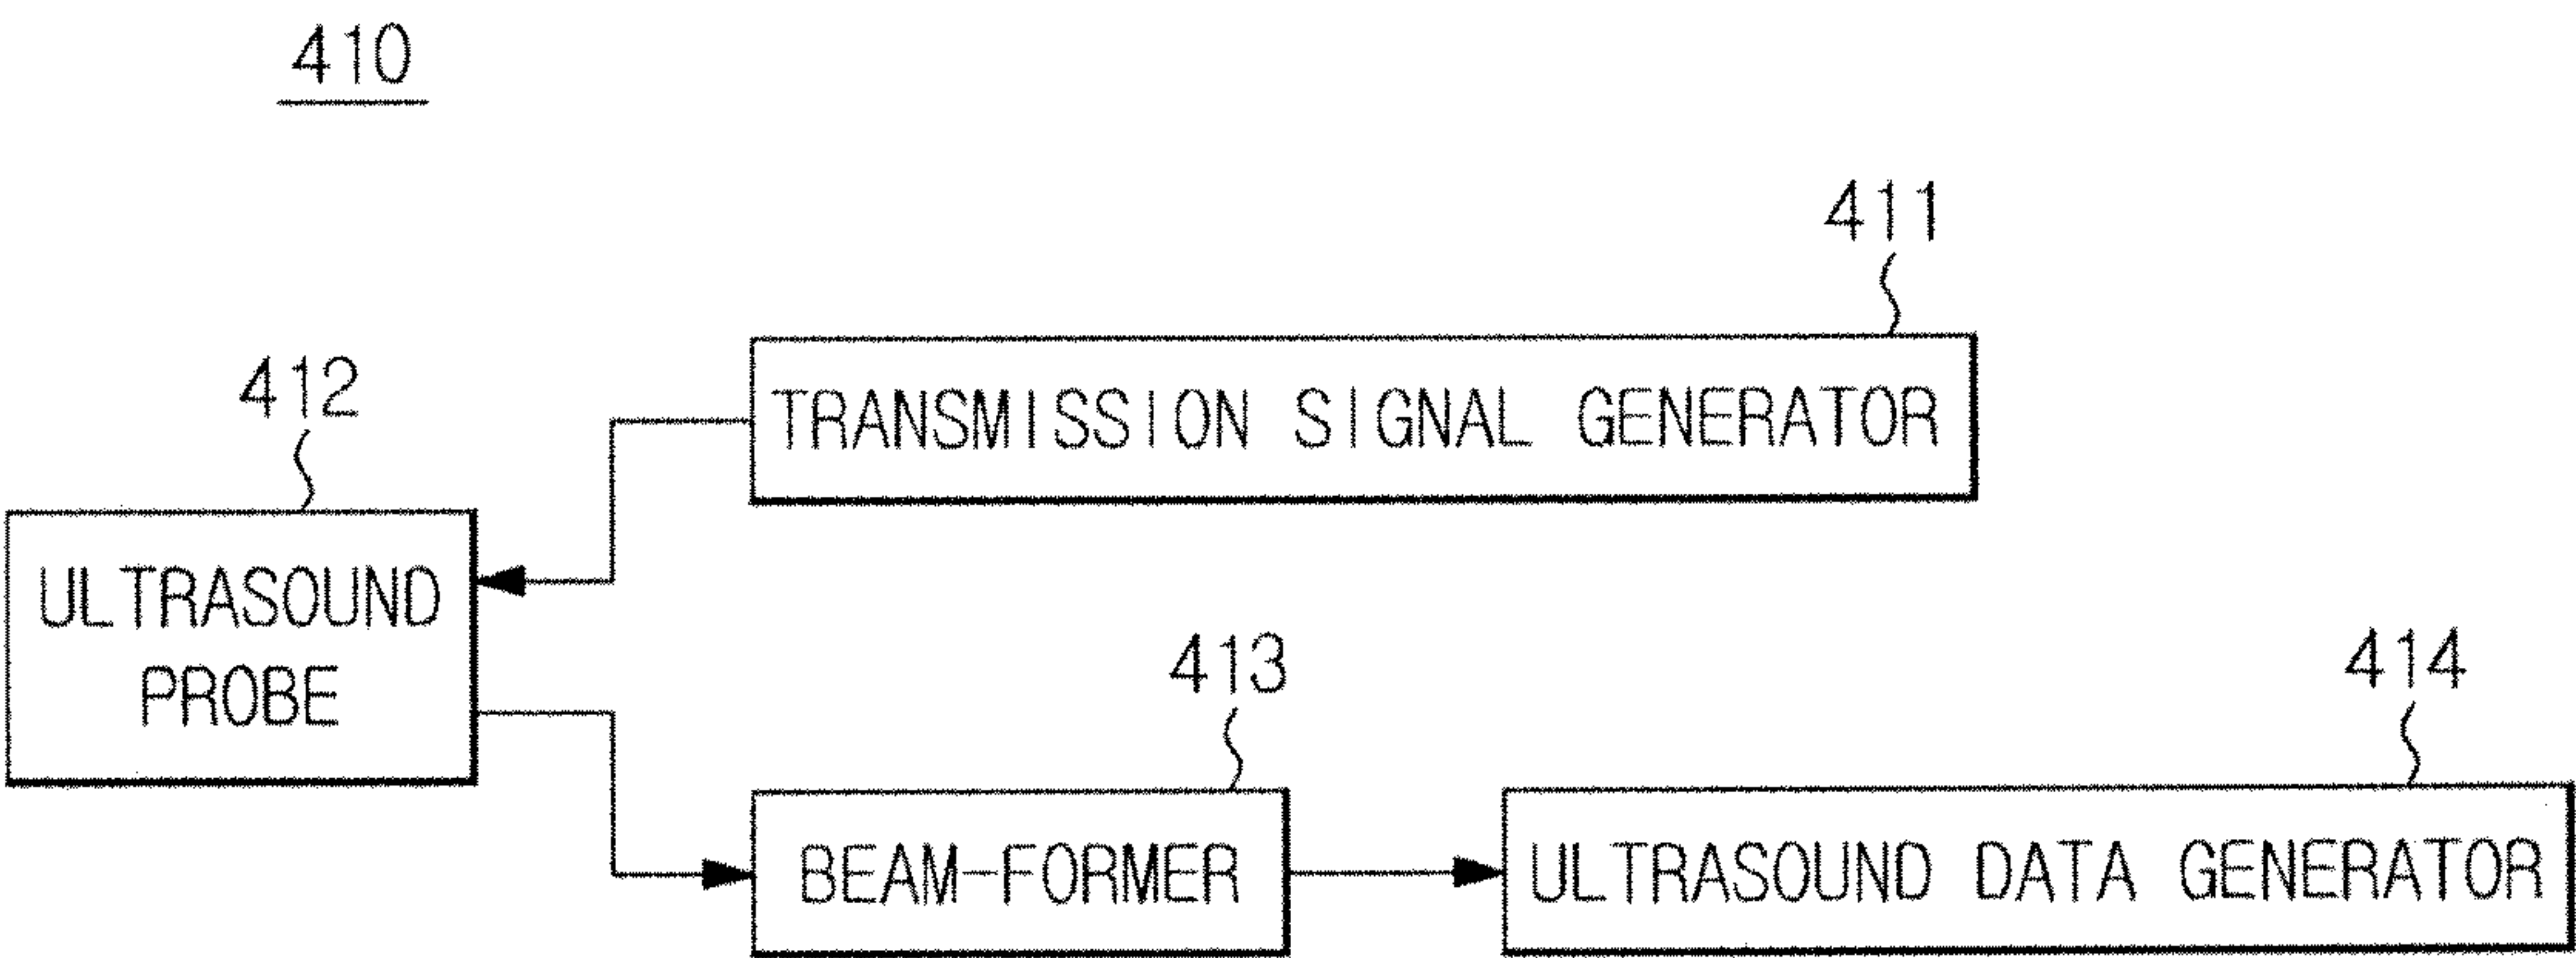 410
411
TRANSMISSION SIGNAL GENERATOR
412
ULTRASOUND
PROBE
413
BEAM-FORMER
414
ULTRASOUND DATA GENERATOR